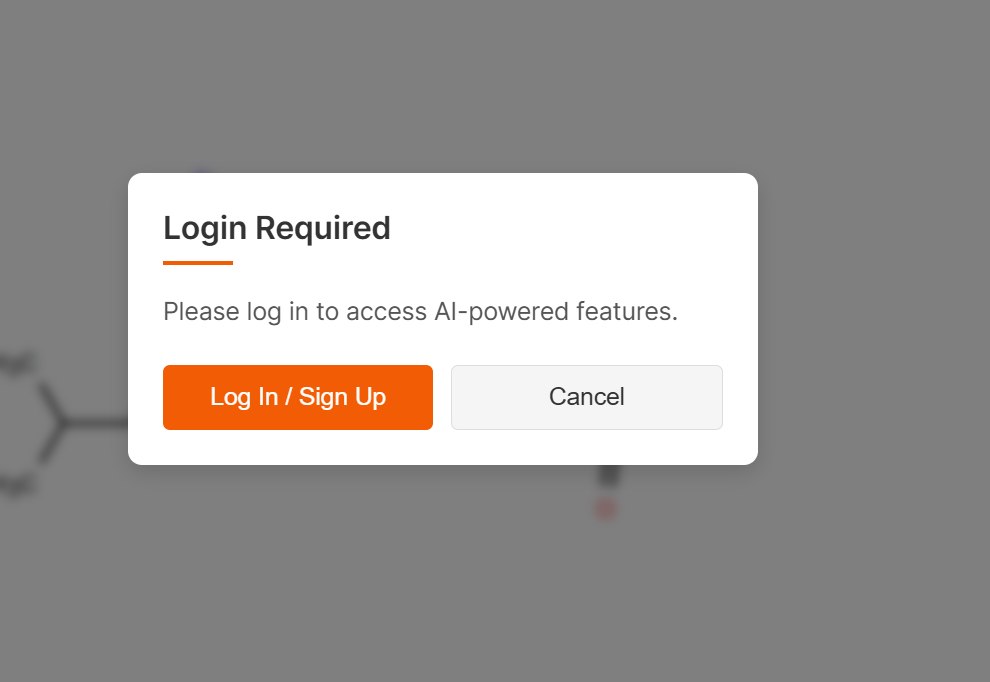 Login Required
Please log in to access AI-powered features.
Log In / Sign Up
Cancel